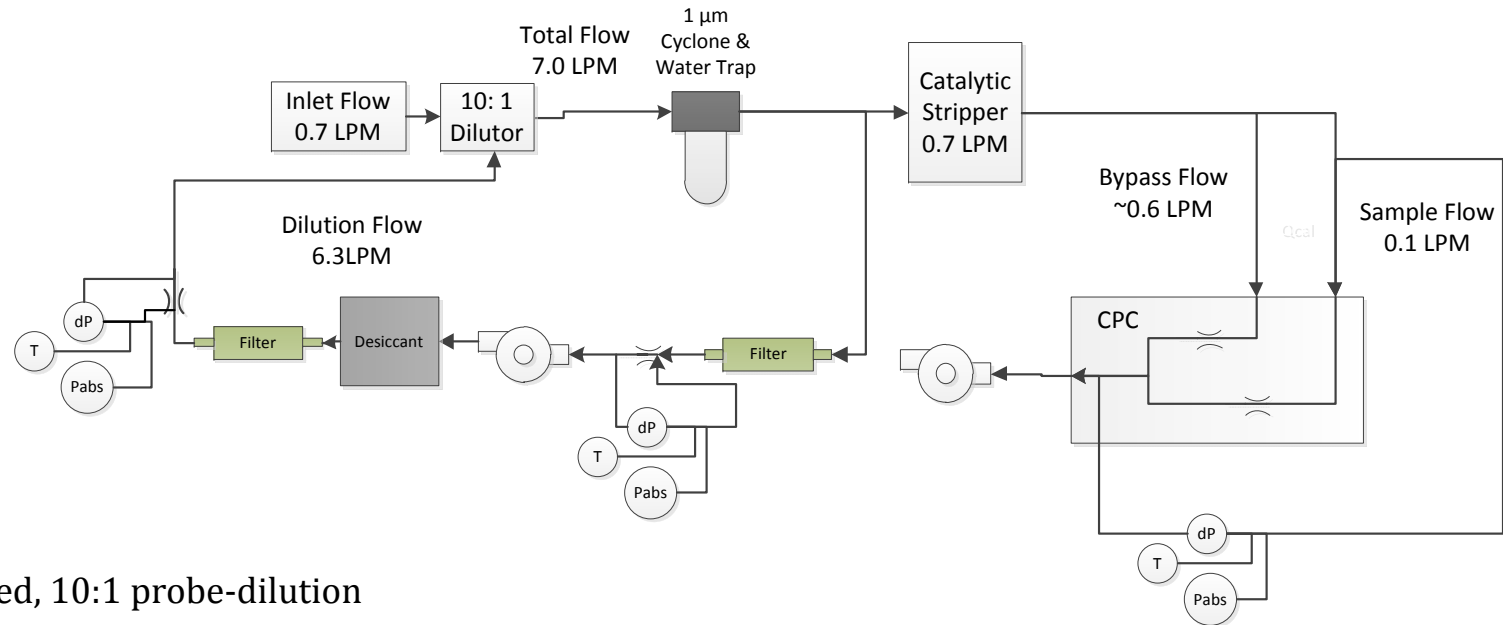 1 µm
Cyclone &
Water Trap
Total Flow
7.0 LPM
Inlet Flow
0.7 LPM
10: 1
Dilutor
Catalytic
Stripper
0.7 LPM
Bypass Flow
~0.6 LPM
Sample Flow
0.1 LPM
Qcal
Dilution Flow
6.3LPM
dP
T
Pabs
Filter
Desiccant
Filter
dP
T
Pabs
CPC
dP
T
Pabs
ed, 10:1 probe-dilution